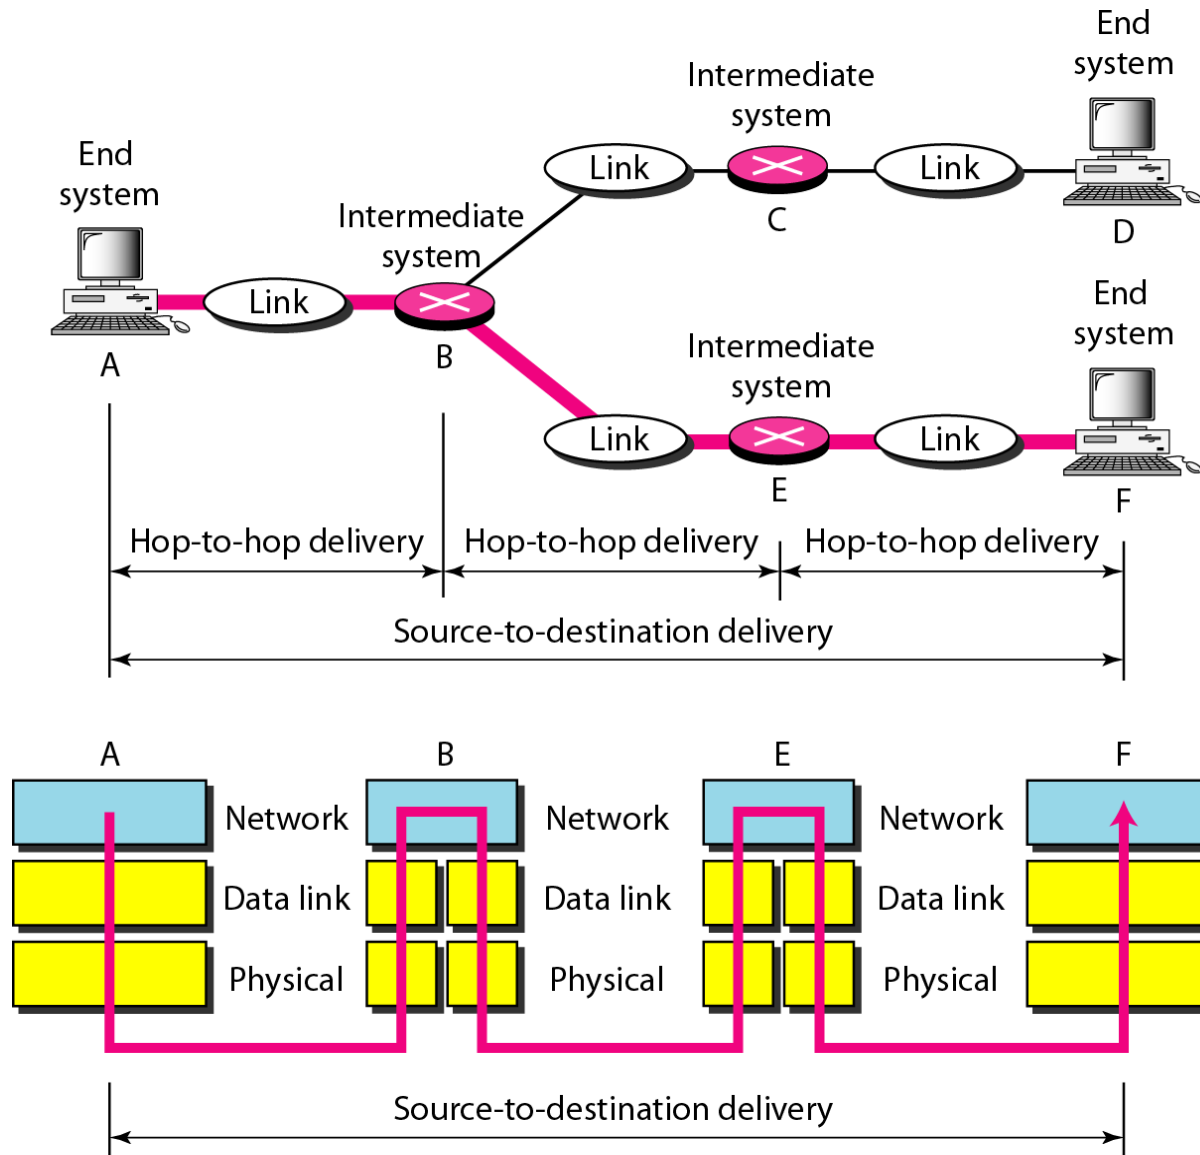 End
system
Intermediate
system
Link
Link
C
D
End
system
Intermediate
system
Link
A
B
End
system
Intermediate
system
Link
Link
E
F
Hop-to-hop delivery
Hop-to-hop delivery
Hop-to-hop delivery
Source-to-destination delivery
A
B
E
F
Network
Network
Network
Data link
Data link
Data link
Physical
Physical
Physical
Source-to-destination delivery